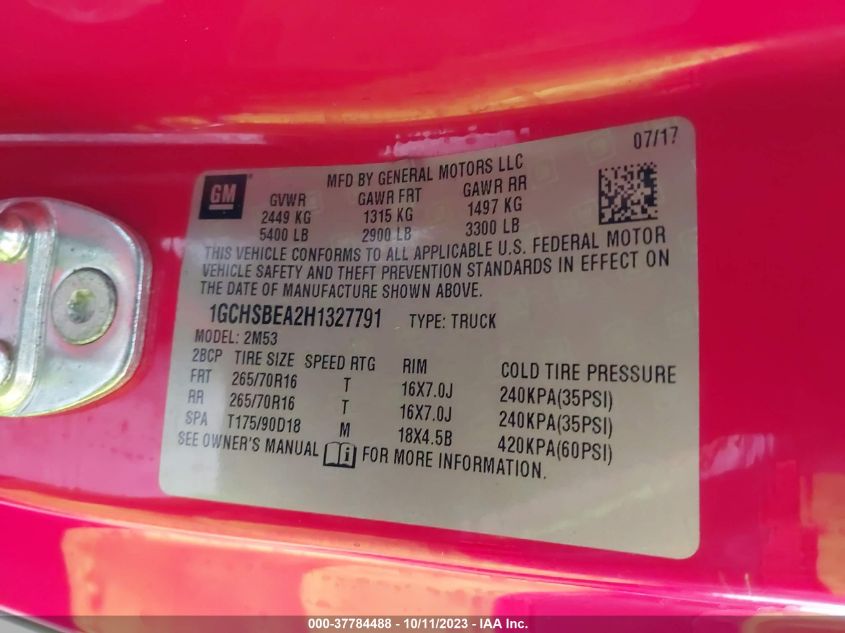 07/17
GM ®
MFD BY GENERAL MOTORS LLC
GVWR GAWR FRT GAWR RR
2449 KG 1315 KG 1497 KG
5400 LB 2900 LB 3300 LB
THIS VEHICLE CONFORMS TO ALL APPLICABLE U.S. FEDERAL MOTOR
VEHICLE SAFETY AND THEFT PREVENTION STANDARDS IN EFFECT ON
THE DATE OF MANUFACTURE SHOWN ABOVE.
1GCHSBEA2H1327791 TYPE: TRUCK
MODEL: 2M53
2BCP TIRE SIZE SPEED RTG RIM COLD TIRE PRESSURE
FRT 265/70R16 T 16X7.0J 240KPA(35PSI)
RR 265/70R16 T 16X7.0J 240KPA(35PSI)
SPA T175/90D18 M 18X4.5B 420KPA(60PSI)
SEE OWNER'S MANUAL i FOR MORE INFORMATION.
000-37784488 - 10/11/2023 - IAA Inc.